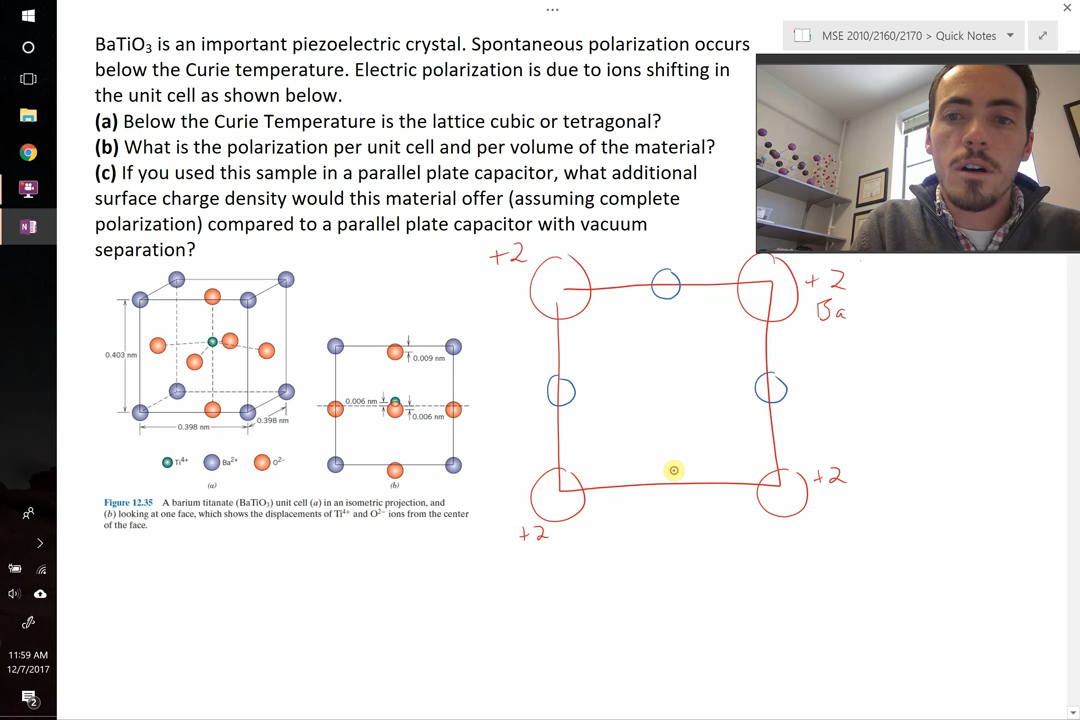 MSE 2010/2160/2170 > Quick Notes
BaTiO3 is an important piezoelectric crystal. Spontaneous polarization occurs
below the Curie temperature. Electric polarization is due to ions shifting in
the unit cell as shown below.
(a) Below the Curie Temperature is the lattice cubic or tetragonal?
(b) What is the polarization per unit cell and per volume of the material?
(c) If you used this sample in a parallel plate capacitor, what additional
surface charge density would this material offer (assuming complete
polarization) compared to a parallel plate capacitor with vacuum
separation?
+2
+2
Ba
0.403 nm
0.398 nm
0.398 nm
0.009 nm
0.006 nm
0.006 nm
Ti4+ Ba2+ O2−
(a)
(b)
Figure 12.35 A barium titanate (BaTiO3) unit cell (a) in an isometric projection, and
(b) looking at one face, which shows the displacements of Ti4+ and O2− ions from the center
of the face.
+2
+2
11:59 AM
12/7/2017
2